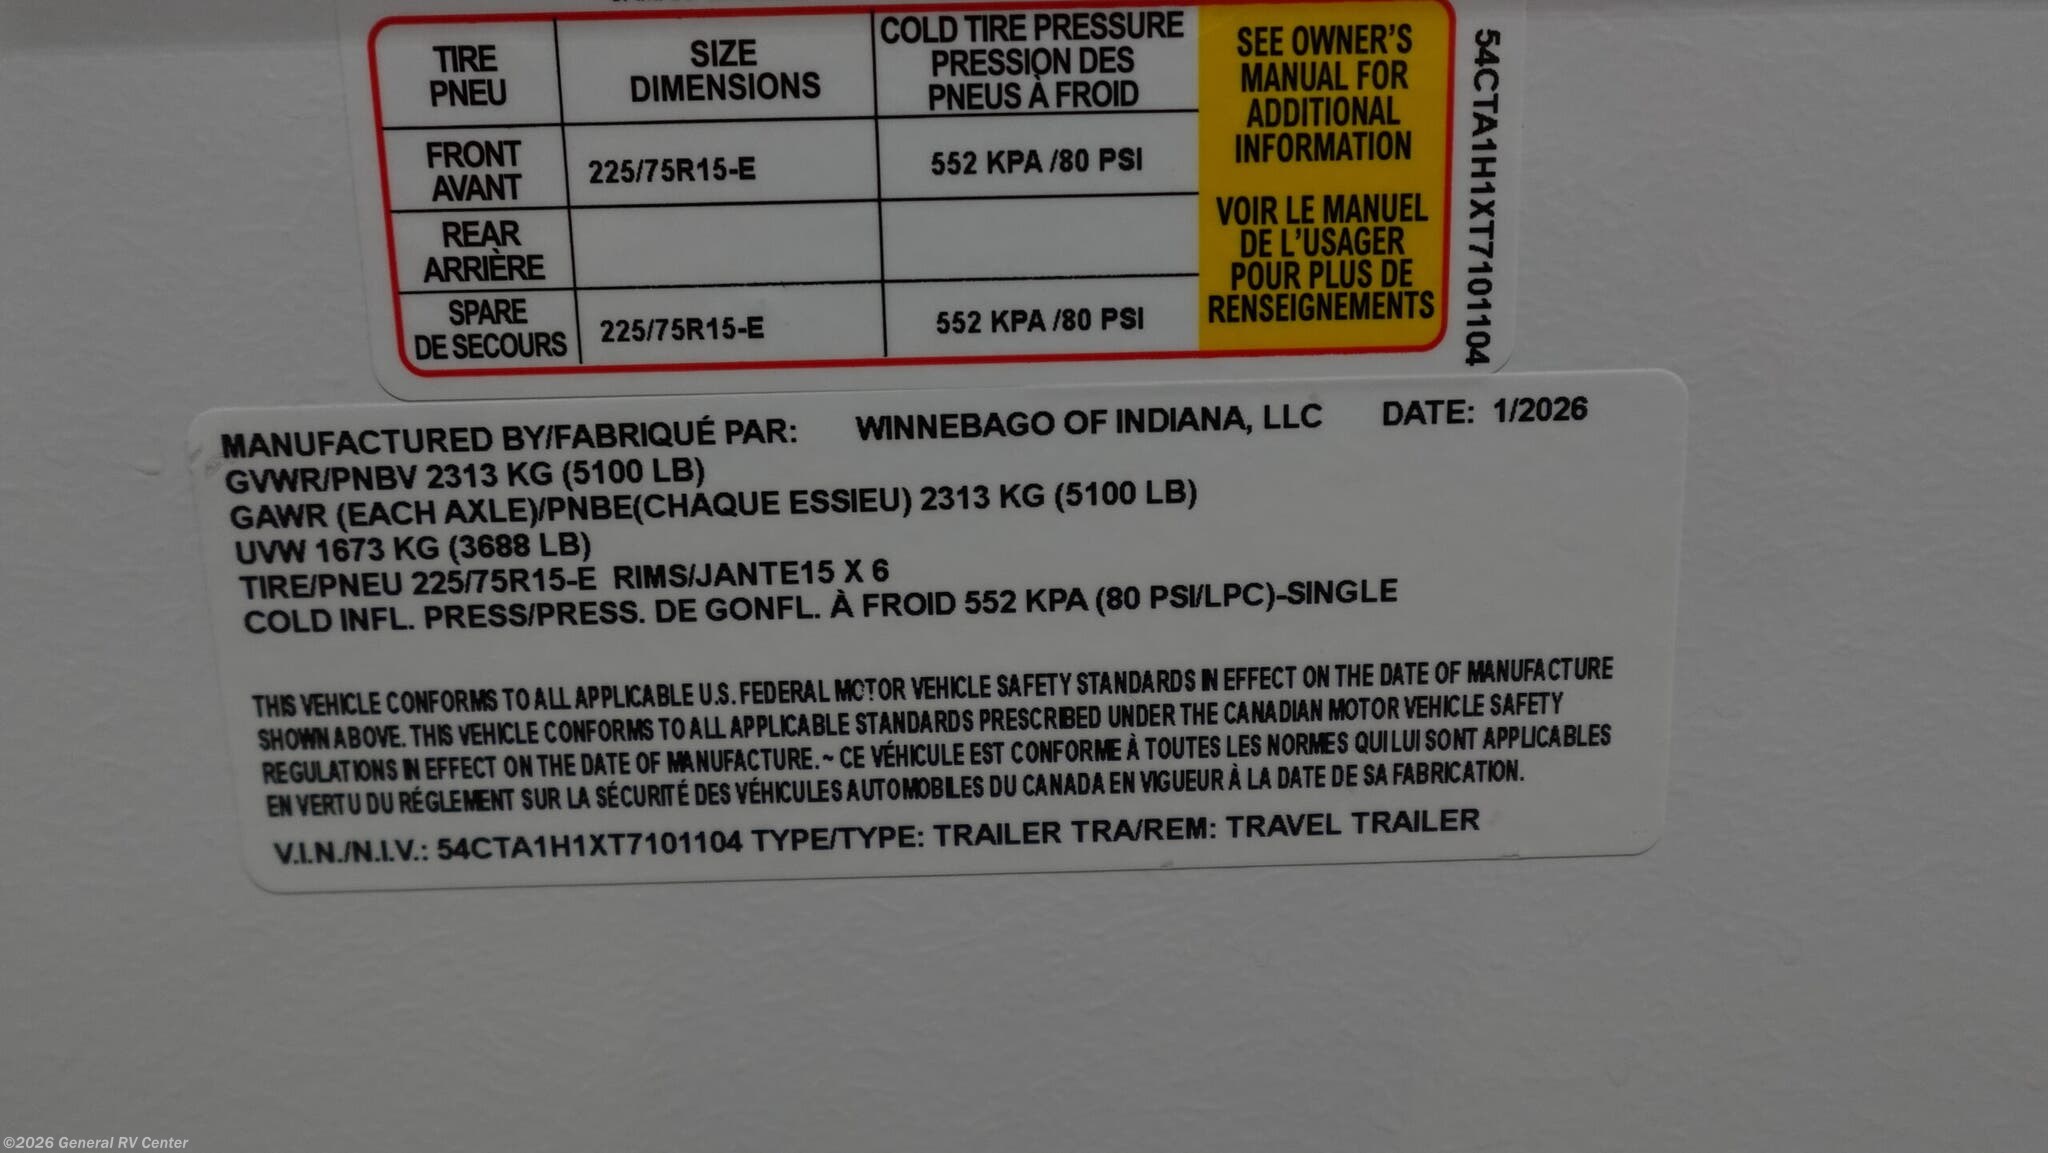 TIRE
PNEU
SIZE
DIMENSIONS
COLD TIRE PRESSURE
PRESSION DES
PNEUS À FROID
SEE OWNER'S
MANUAL FOR
ADDITIONAL
INFORMATION
VOIR LE MANUEL
DE L'USAGER
POUR PLUS DE
RENSEIGNEMENTS
FRONT
AVANT
225/75R15-E
552 KPA /80 PSI
REAR
ARRIÈRE
SPARE
DE SECOURS
225/75R15-E
552 KPA /80 PSI
54CTA1H1XT7101104
MANUFACTURED BY/FABRIQUÉ PAR: WINNEBAGO OF INDIANA, LLC DATE: 1/2026
GVWR/PNBV 2313 KG (5100 LB)
GAWR (EACH AXLE)/PNBE(CHAQUE ESSIEU) 2313 KG (5100 LB)
UVW 1673 KG (3688 LB)
TIRE/PNEU 225/75R15-E RIMS/JANTE15 X 6
COLD INFL. PRESS/PRESS. DE GONFL. À FROID 552 KPA (80 PSI/LPC)-SINGLE
THIS VEHICLE CONFORMS TO ALL APPLICABLE U.S. FEDERAL MOTOR VEHICLE SAFETY STANDARDS IN EFFECT ON THE DATE OF MANUFACTURE
SHOWN ABOVE. THIS VEHICLE CONFORMS TO ALL APPLICABLE STANDARDS PRESCRIBED UNDER THE CANADIAN MOTOR VEHICLE SAFETY
REGULATIONS IN EFFECT ON THE DATE OF MANUFACTURE. ~ CE VÉHICULE EST CONFORME À TOUTES LES NORMES QUI LUI SONT APPLICABLES
EN VERTU DU RÉGLEMENT SUR LA SÉCURITÉ DES VÉHICULES AUTOMOBILES DU CANADA EN VIGUEUR À LA DATE DE SA FABRICATION.
V.I.N./N.I.V.: 54CTA1H1XT7101104 TYPE/TYPE: TRAILER TRA/REM: TRAVEL TRAILER
©2026 General RV Center